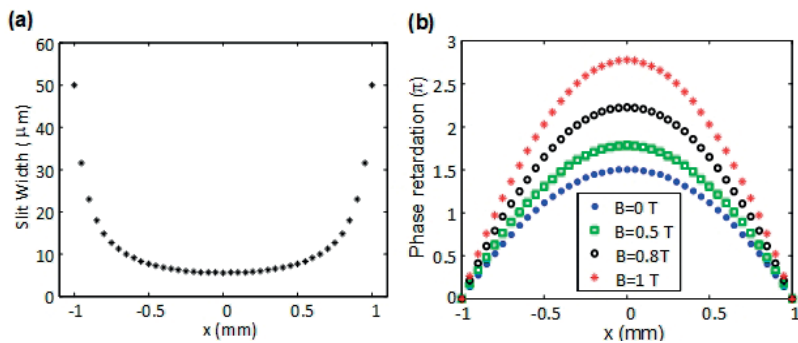 (a)
60
50
40
30
20
10
0
Slit Width (μm)
-1
-0.5
0
0.5
1
x (mm)
(b)
3
2.5
2
1.5
1
0.5
0
Phase retardation (π)
B=0 T
B=0.5 T
B=0.8T
B=1 T
-1
-0.5
0
0.5
1
x (mm)